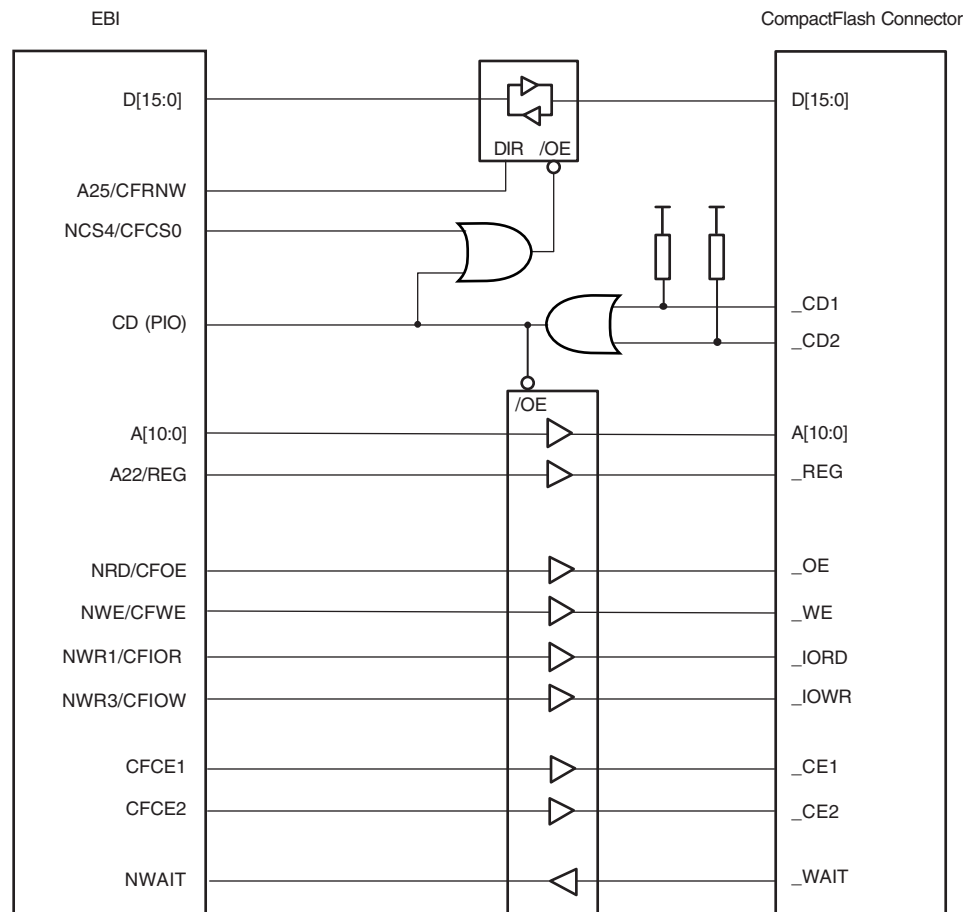 EBI CompactFlash Connector
D[15:0] D[15:0]
DIR /OE
A25/CFRNW
NCS4/CFCS0
_CD1
CD (PIO)
_CD2
/OE
A[10:0] A[10:0]
A22/REG _REG
NRD/CFOE _OE
NWE/CFWE _WE
NWR1/CFIOR _IORD
NWR3/CFIOW _IOWR
CFCE1 _CE1
CFCE2 _CE2
NWAIT _WAIT